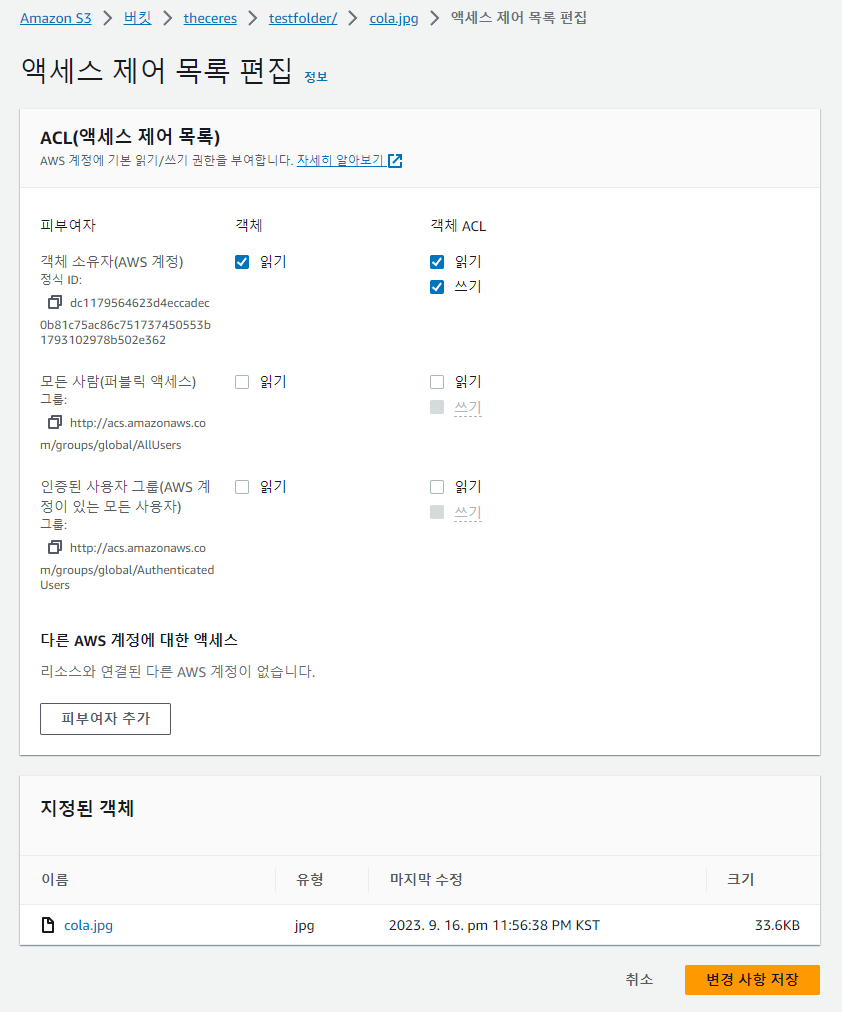 Amazon S3 > 버킷 > theceres > testfolder/ > cola.jpg > 액세스 제어 목록 편집
액세스 제어 목록 편집 정보
ACL(액세스 제어 목록)
AWS 계정에 기본 읽기/쓰기 권한을 부여합니다. 자세히 알아보기
피부여자 객체 객체 ACL
객체 소유자(AWS 계정) 읽기 읽기
정식 ID: 쓰기
dc1179564623d4eccadec
0b81c75ac86c751737450553b
1793102978b502e362
모든 사람(퍼블릭 액세스) 읽기 읽기
그룹: 쓰기
http://acs.amazonaws.co
m/groups/global/AllUsers
인증된 사용자 그룹(AWS 계 읽기 읽기
정이 있는 모든 사용자) 쓰기
그룹:
http://acs.amazonaws.co
m/groups/global/Authenticated
Users
다른 AWS 계정에 대한 액세스
리소스와 연결된 다른 AWS 계정이 없습니다.
피부여자 추가
지정된 객체
이름 유형 마지막 수정 크기
cola.jpg jpg 2023. 9. 16. pm 11:56:38 PM KST 33.6KB
취소 변경 사항 저장